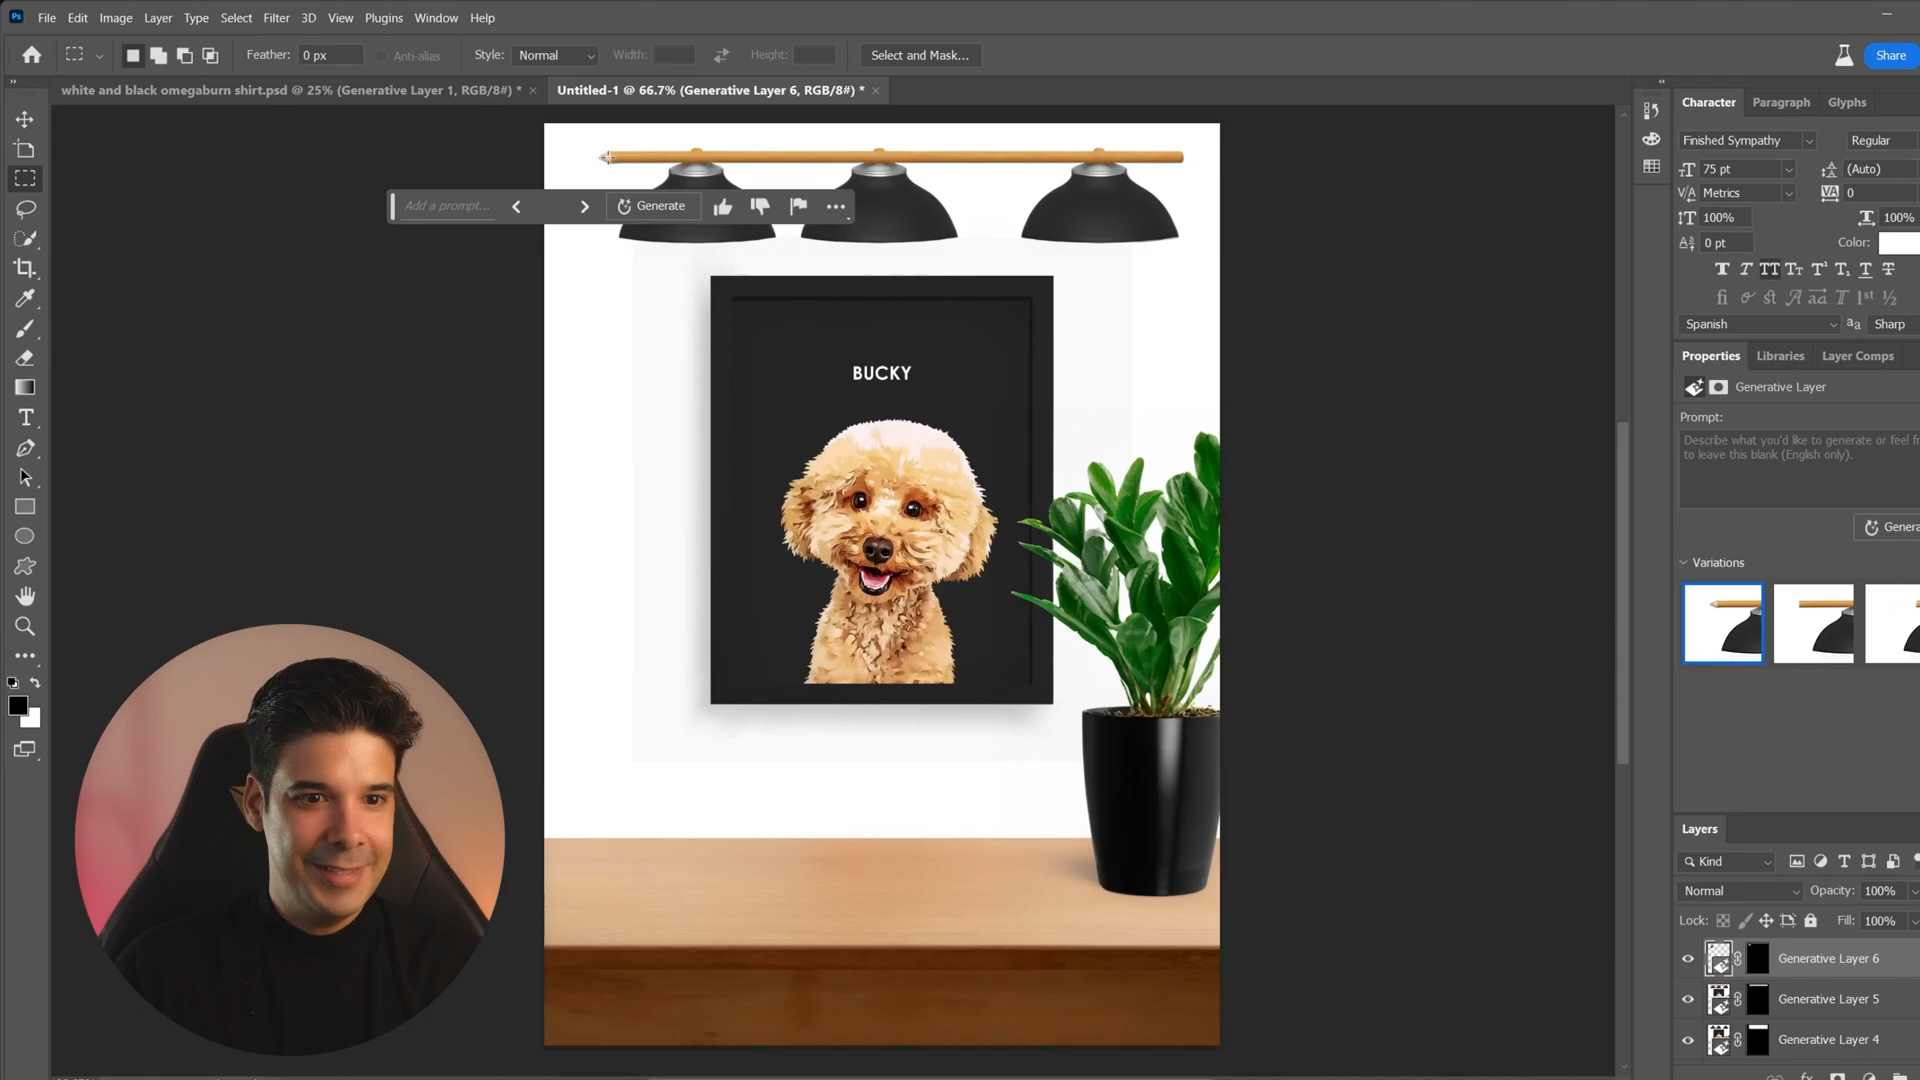 Ps File Edit Image Layer Type Select Filter 3D View Plugins Window Help
Feather: 0 px Anti-alias Style: Normal Width: Height: Select and Mask... Share
white and black omegaburn shirt.psd @ 25% (Generative Layer 1, RGB/8#) * Untitled-1 @ 66.7% (Generative Layer 6, RGB/8#) *
Add a prompt... Generate
BUCKY
Character Paragraph Glyphs
Finished Sympathy Regular
75 pt (Auto)
Metrics 0
100% 100%
0 pt Color:
Spanish aa Sharp
Properties Libraries Layer Comps
Generative Layer
Prompt:
Describe what you'd like to generate or feel fr
to leave this blank (English only).
Genera
Variations
Layers
Kind
Normal Opacity: 100%
Lock: Fill: 100%
Generative Layer 6
Generative Layer 5
Generative Layer 4